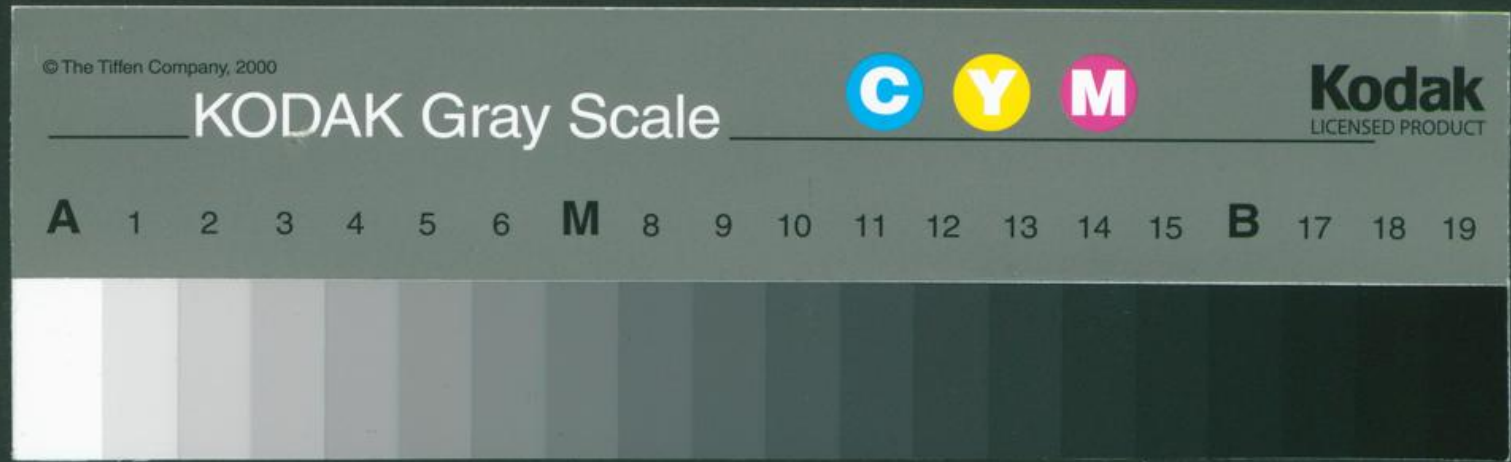 © The Tiffen Company, 2000
KODAK Gray Scale
C Y M
Kodak
LICENSED PRODUCT
A 1 2 3 4 5 6 M 8 9 10 11 12 13 14 15 B 17 18 19